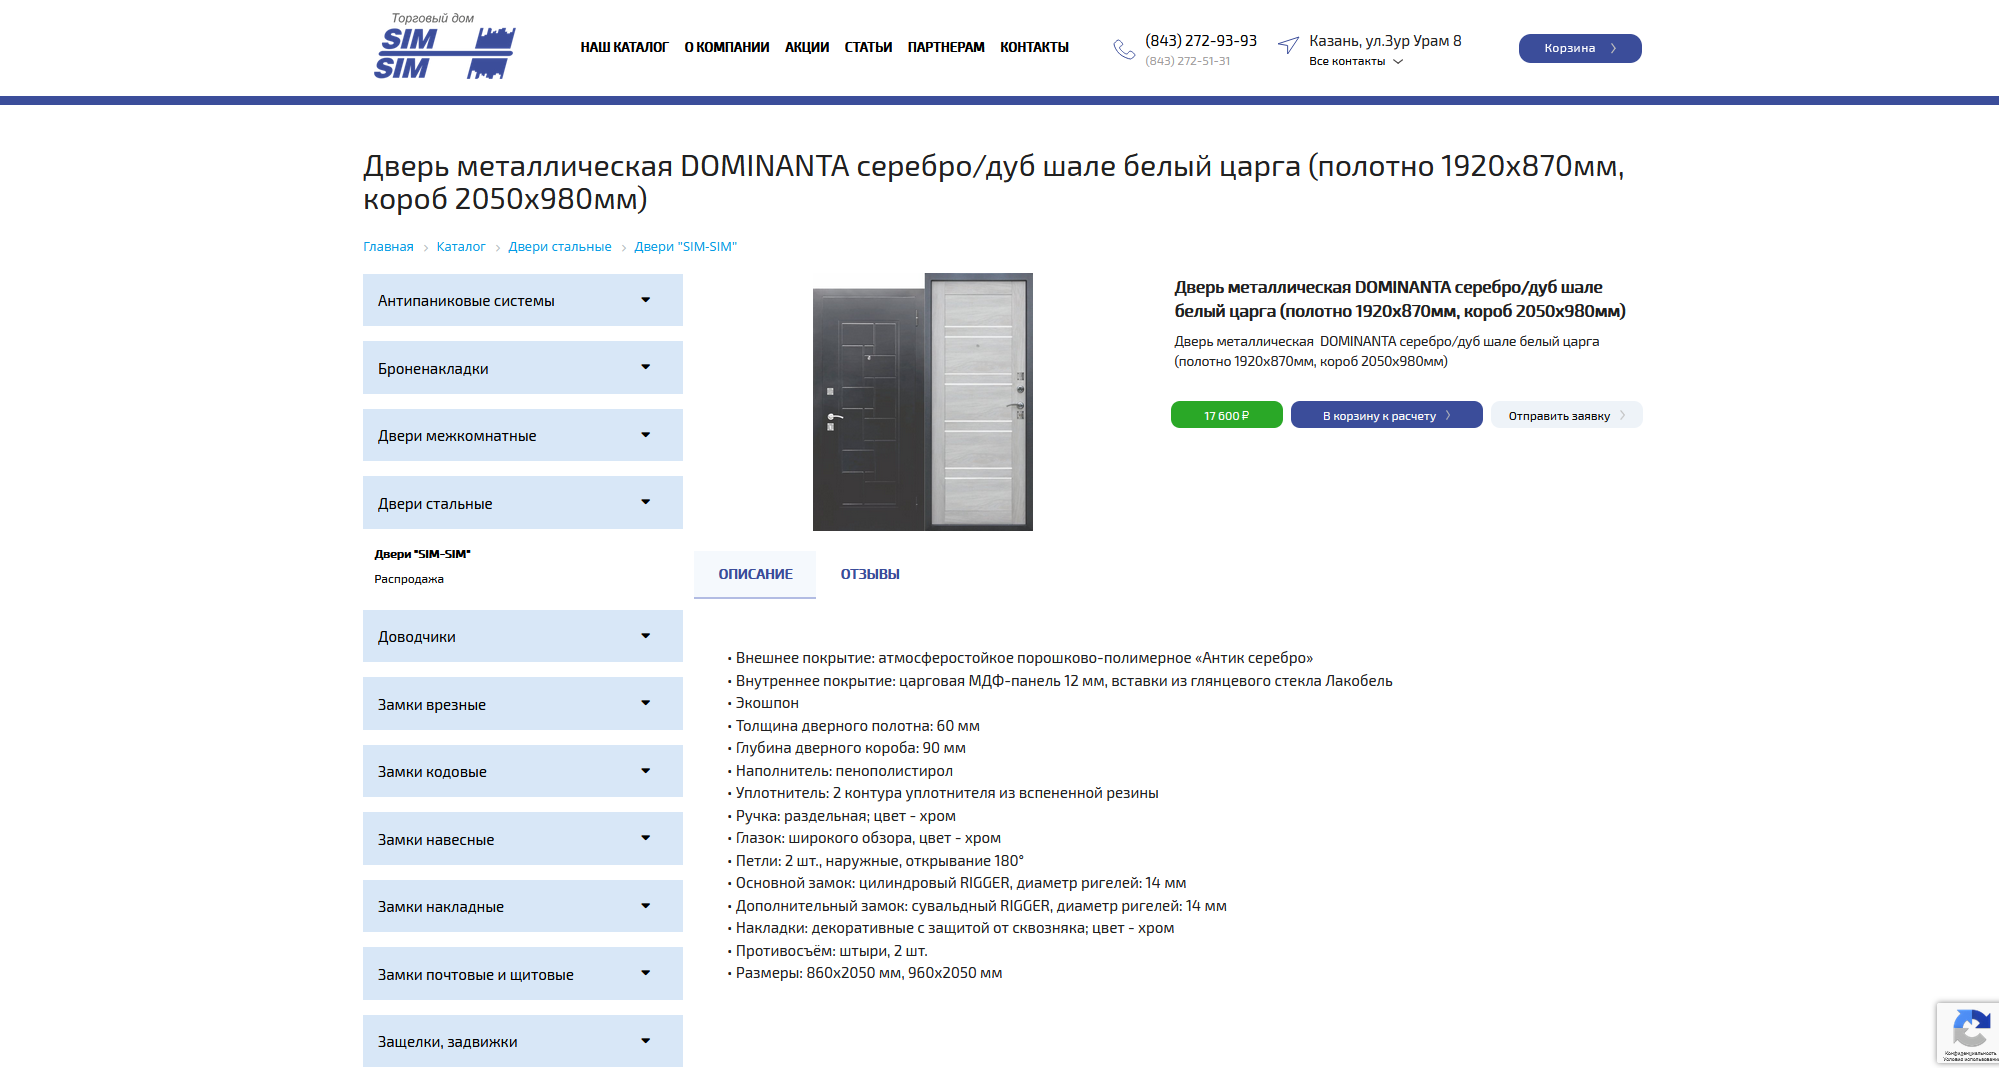 Торговый дом
SIM
SIM
НАШ КАТАЛОГ О КОМПАНИИ АКЦИИ СТАТЬИ ПАРТНЕРАМ КОНТАКТЫ
(843) 272-93-93
(843) 272-51-31
Казань, ул.Зур Урам 8
Все контакты
Корзина
Дверь металлическая DOMINANTA серебро/дуб шале белый царга (полотно 1920х870мм,
короб 2050х980мм)
Главная Каталог Двери стальные Двери "SIM-SIM"
Антипаниковые системы
Броненакладки
Двери межкомнатные
Двери стальные
Двери "SIM-SIM"
Распродажа
Доводчики
Замки врезные
Замки кодовые
Замки навесные
Замки накладные
Замки почтовые и щитовые
Защелки, задвижки
Дверь металлическая DOMINANTA серебро/дуб шале
белый царга (полотно 1920х870мм, короб 2050х980мм)
Дверь металлическая  DOMINANTA серебро/дуб шале белый царга
(полотно 1920х870мм, короб 2050х980мм)
17 600 ₽
В корзину к расчету
Отправить заявку
ОПИСАНИЕ ОТЗЫВЫ
• Внешнее покрытие: атмосферостойкое порошково-полимерное «Антик серебро»
• Внутреннее покрытие: царговая МДФ-панель 12 мм, вставки из глянцевого стекла Лакобель
• Экошпон
• Толщина дверного полотна: 60 мм
• Глубина дверного короба: 90 мм
• Наполнитель: пенополистирол
• Уплотнитель: 2 контура уплотнителя из вспененной резины
• Ручка: раздельная; цвет - хром
• Глазок: широкого обзора, цвет - хром
• Петли: 2 шт., наружные, открывание 180°
• Основной замок: цилиндровый RIGGER, диаметр ригелей: 14 мм
• Дополнительный замок: сувальдный RIGGER, диаметр ригелей: 14 мм
• Накладки: декоративные с защитой от сквозняка; цвет - хром
• Противосъём: штыри, 2 шт.
• Размеры: 860х2050 мм, 960х2050 мм
Конфиденциальность